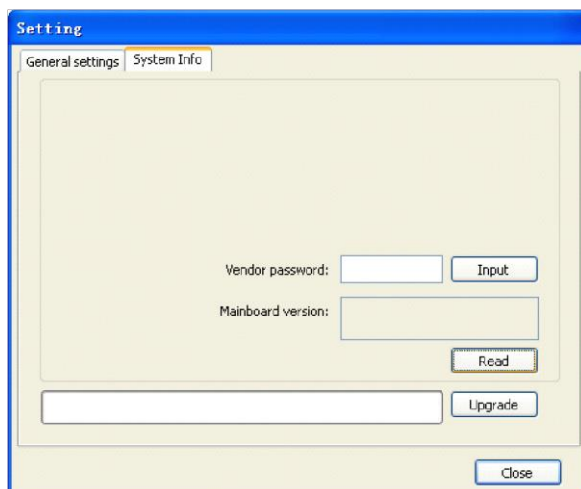 Setting
General settings System Info
Vendor password: Input
Mainboard version:
Read
Upgrade
Close